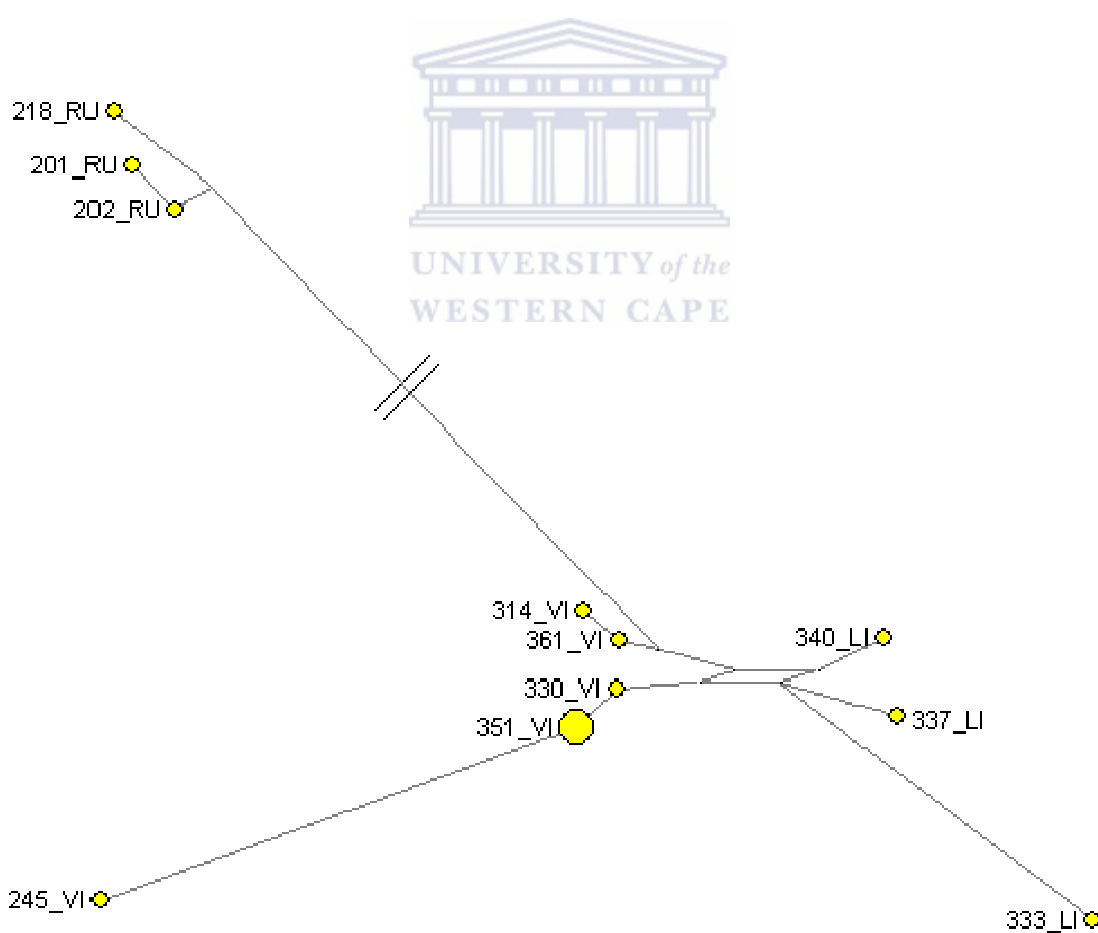 218_RU
201_RU
202_RU
UNIVERSITY of the
WESTERN CAPE
314_VI
361_VI
340_LI
330_VI
337_LI
351_VI
245_VI
333_LI